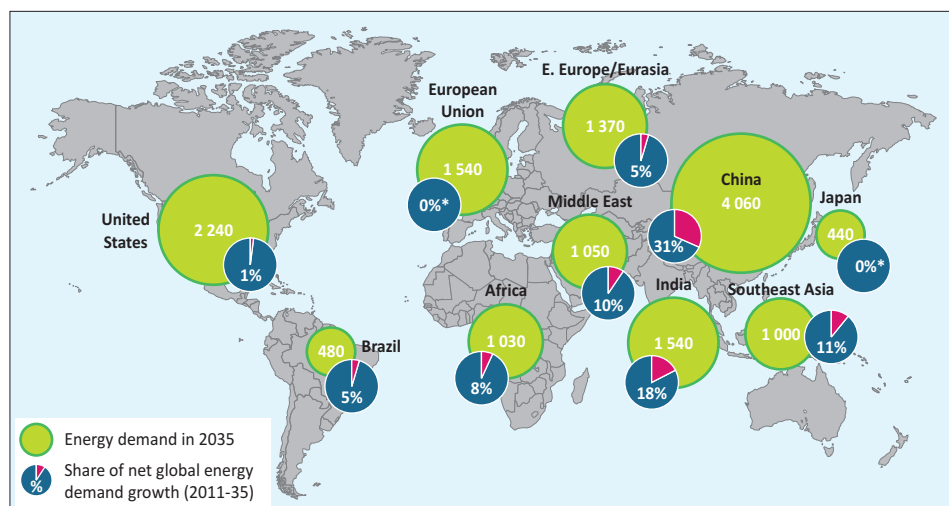 E. Europe/Eurasia
1 370
5%
European
Union
1 540
0%*
China
4 060
31%
Japan
440
0%*
United
States
2 240
1%
Middle East
1 050
10%
Africa
1 030
8%
India
1 540
18%
Southeast Asia
1 000
11%
Brazil
480
5%
Energy demand in 2035
% Share of net global energy
demand growth (2011-35)